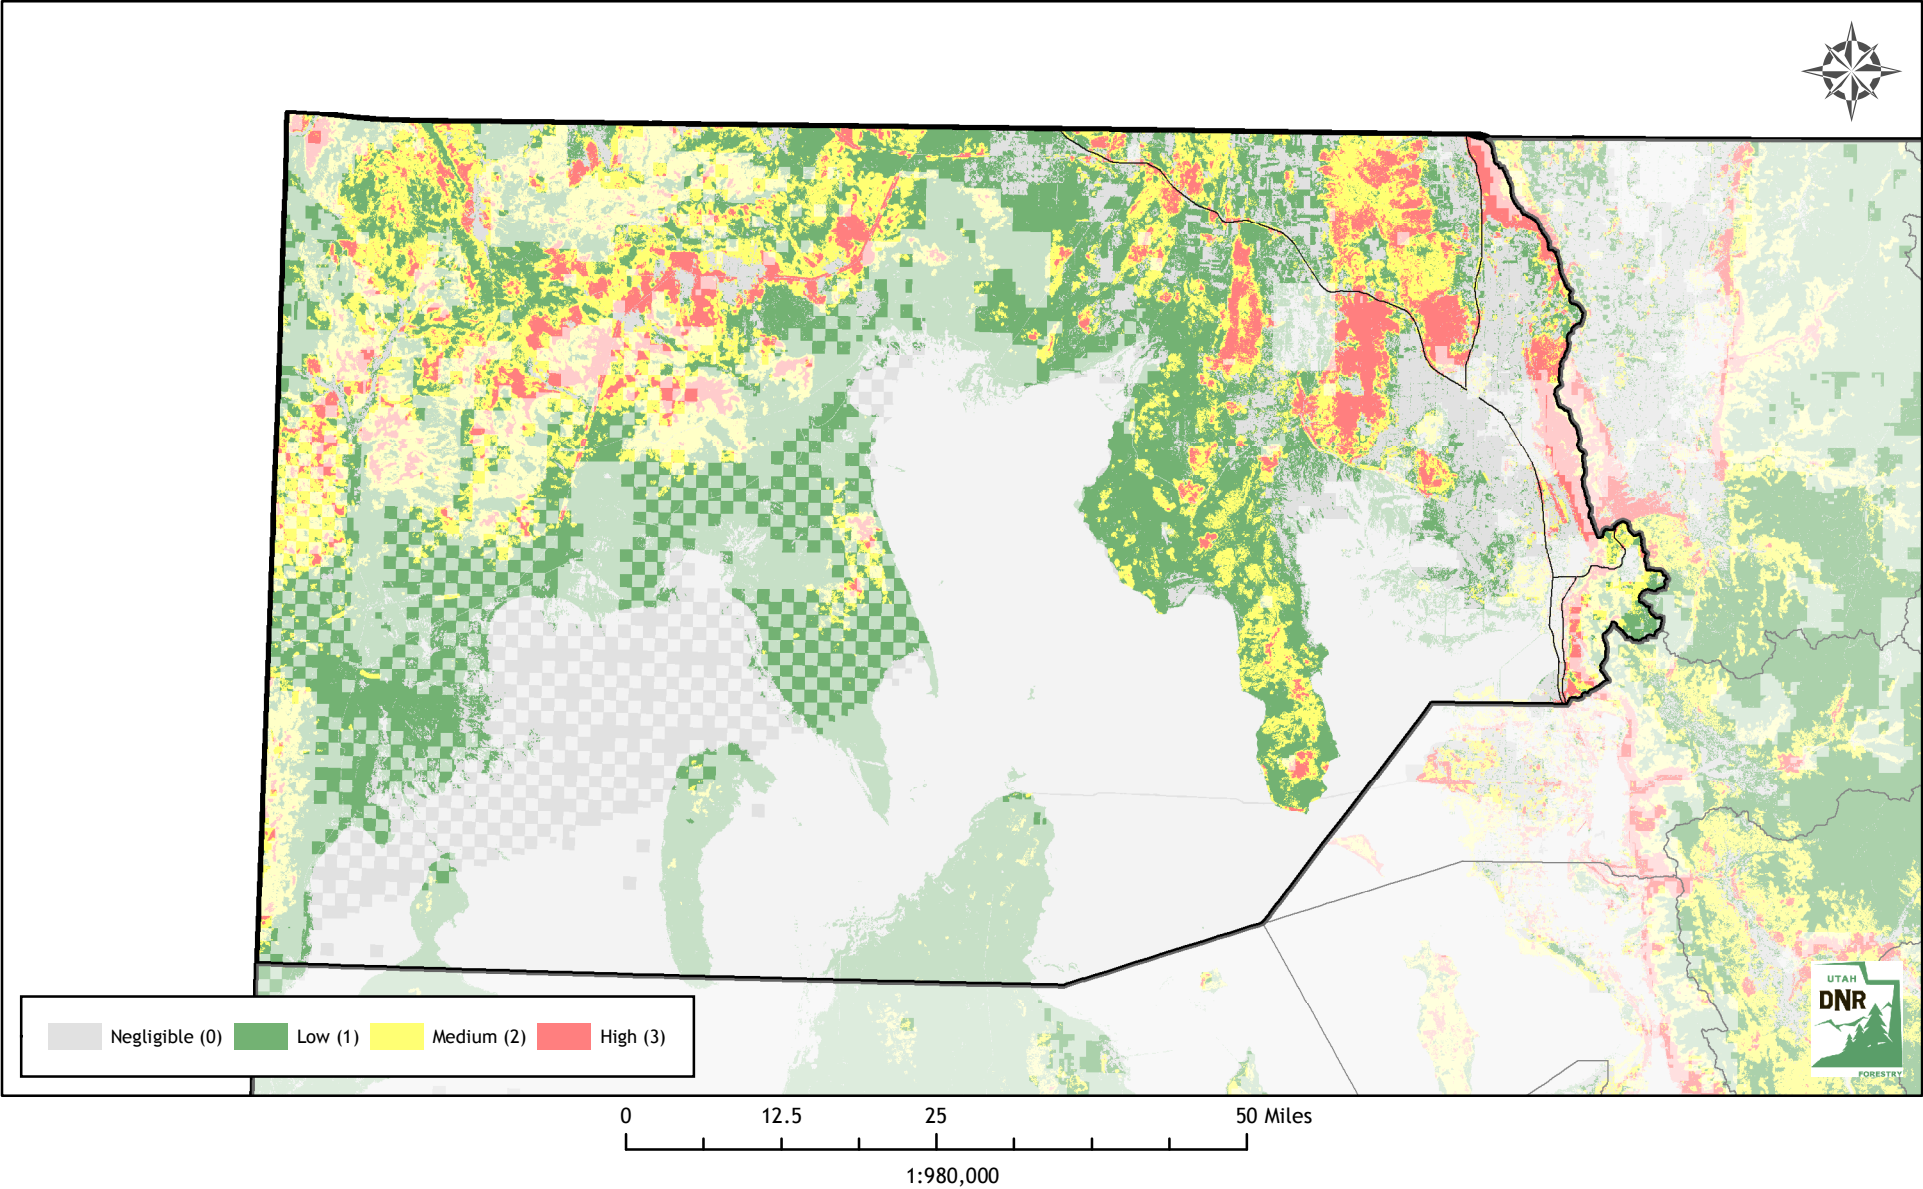 UTAH
DNR
FORESTRY
Negligible (0) Low (1) Medium (2) High (3)
0 12.5 25 50 Miles
1:980,000